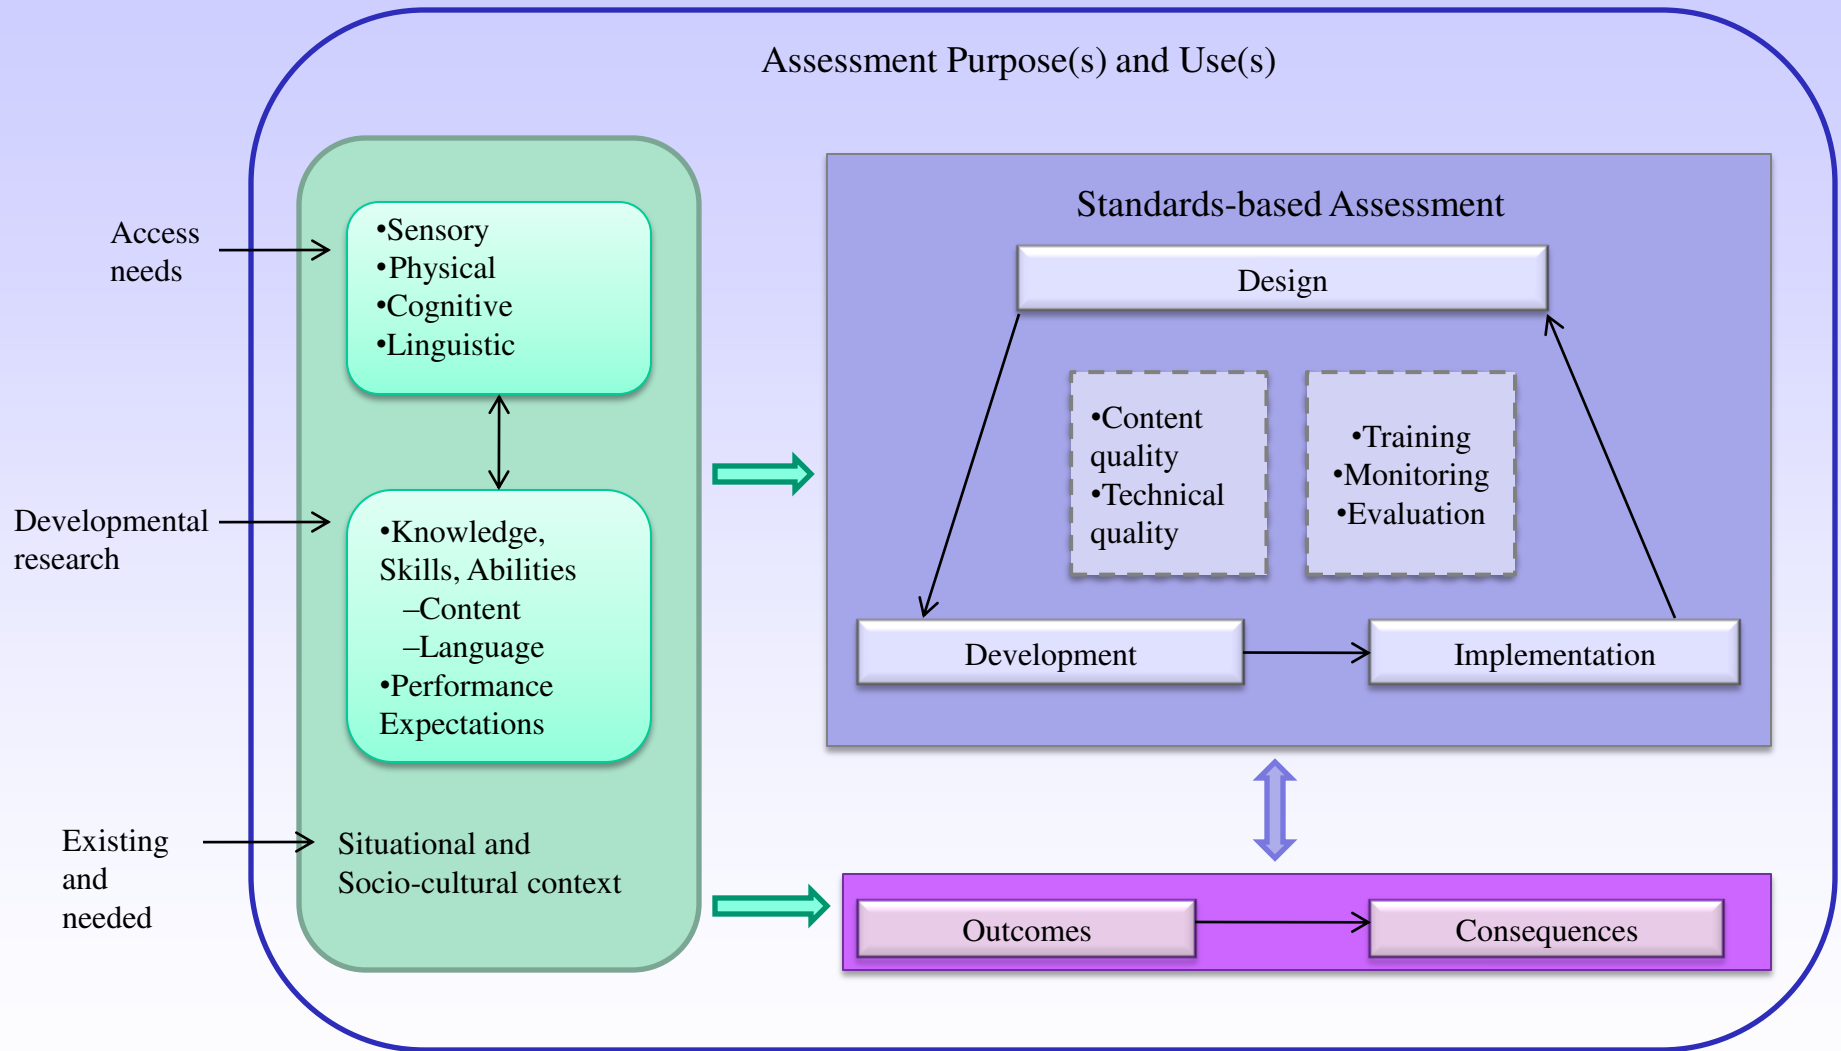 Assessment Purpose(s) and Use(s)
Access
needs
•Sensory
•Physical
•Cognitive
•Linguistic
Developmental
research
•Knowledge,
Skills, Abilities
–Content
–Language
•Performance
Expectations
Existing
and
needed
Situational and
Socio-cultural context
Standards-based Assessment
Design
•Content
quality
•Technical
quality
•Training
•Monitoring
•Evaluation
Development
Implementation
Outcomes
Consequences